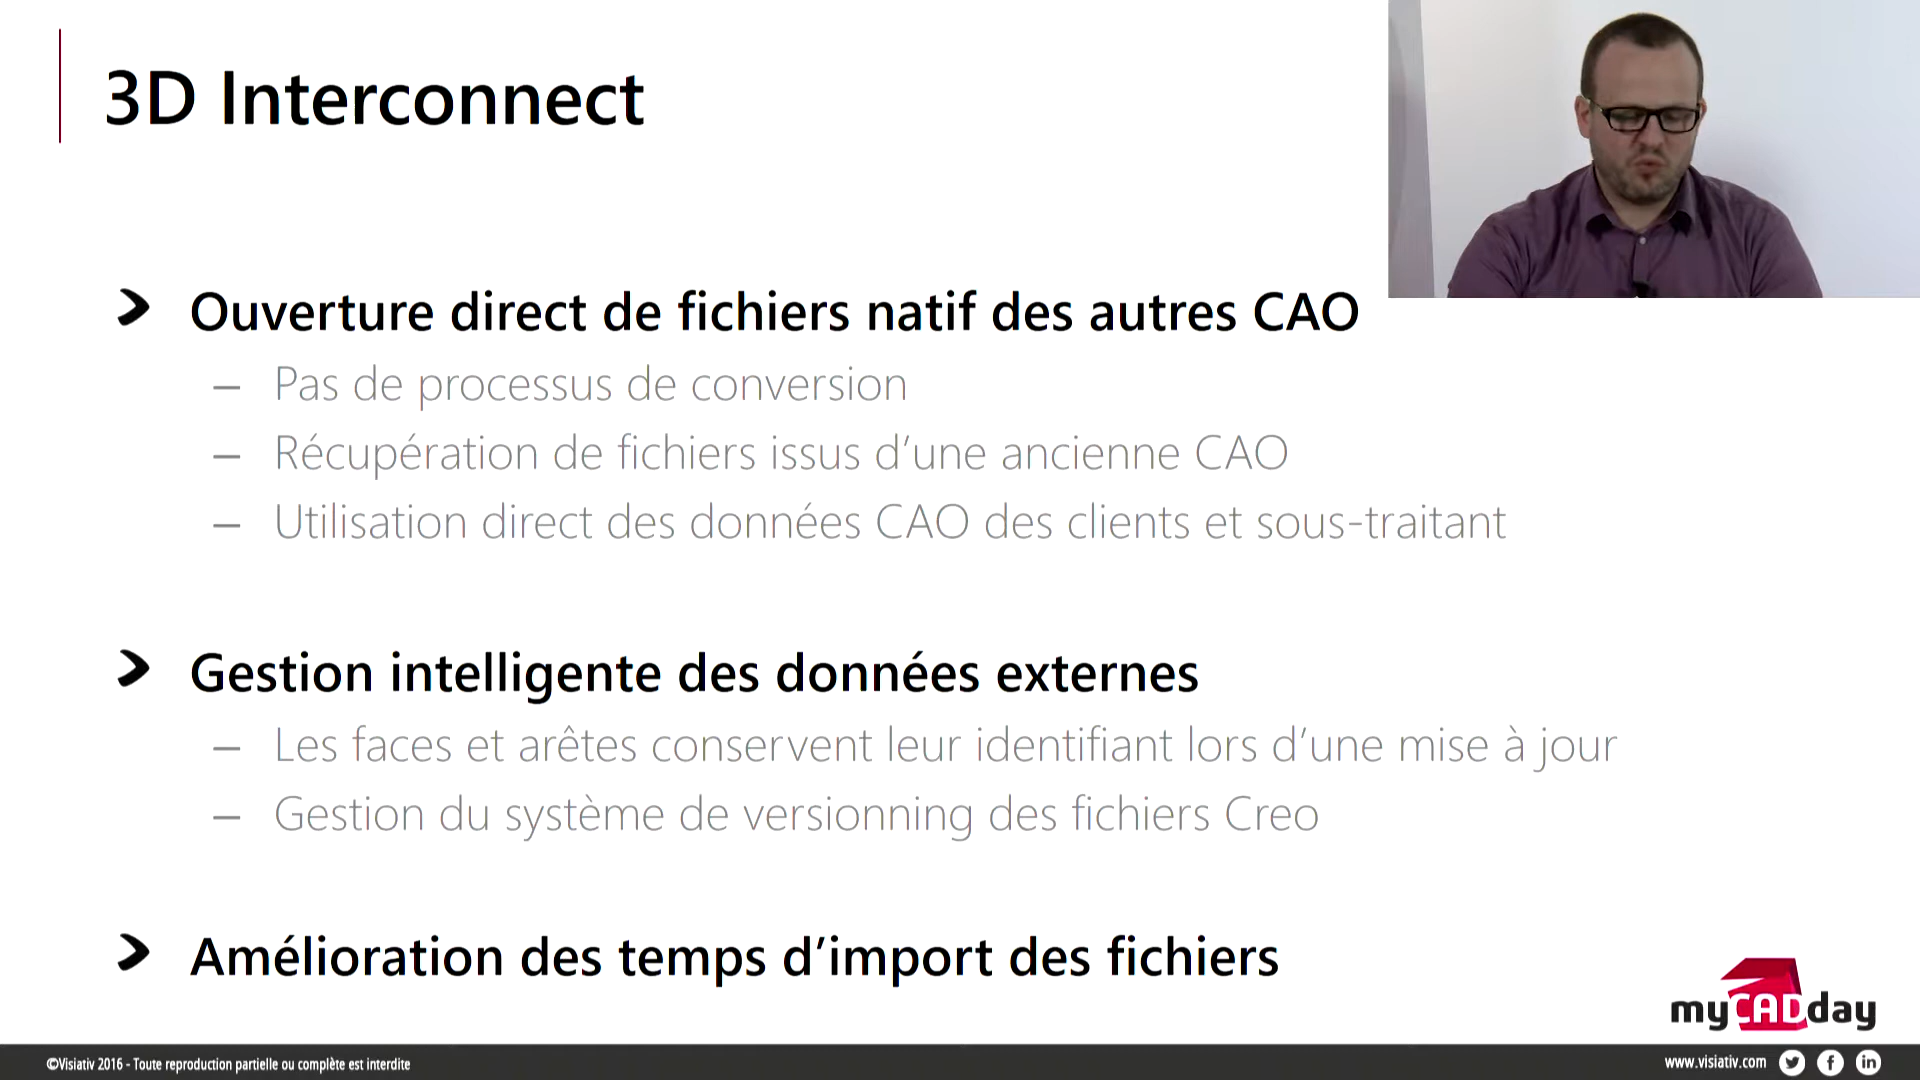 3D Interconnect
Ouverture direct de fichiers natif des autres CAO
– Pas de processus de conversion
– Récupération de fichiers issus d’une ancienne CAO
– Utilisation direct des données CAO des clients et sous-traitant
Gestion intelligente des données externes
– Les faces et arêtes conservent leur identifiant lors d’une mise à jour
– Gestion du système de versionning des fichiers Creo
Amélioration des temps d’import des fichiers
myCADday
©Visiativ 2016 - Toute reproduction partielle ou complète est interdite
www.visiativ.com